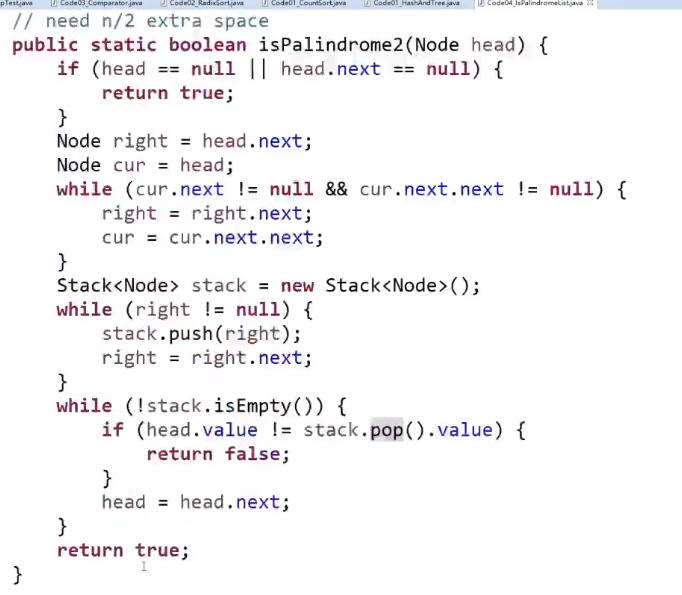 pTest.java Code03_Comparator.java Code02_RadixSort.java Code01_CountSort.java Code01_HashAndTree.java Code04_IsPalindromeList.java
// need n/2 extra space
public static boolean isPalindrome2(Node head) {
    if (head == null || head.next == null) {
        return true;
    }
    Node right = head.next;
    Node cur = head;
    while (cur.next != null && cur.next.next != null) {
        right = right.next;
        cur = cur.next.next;
    }
    Stack<Node> stack = new Stack<Node>();
    while (right != null) {
        stack.push(right);
        right = right.next;
    }
    while (!stack.isEmpty()) {
        if (head.value != stack.pop().value) {
            return false;
        }
        head = head.next;
    }
    return true;
}